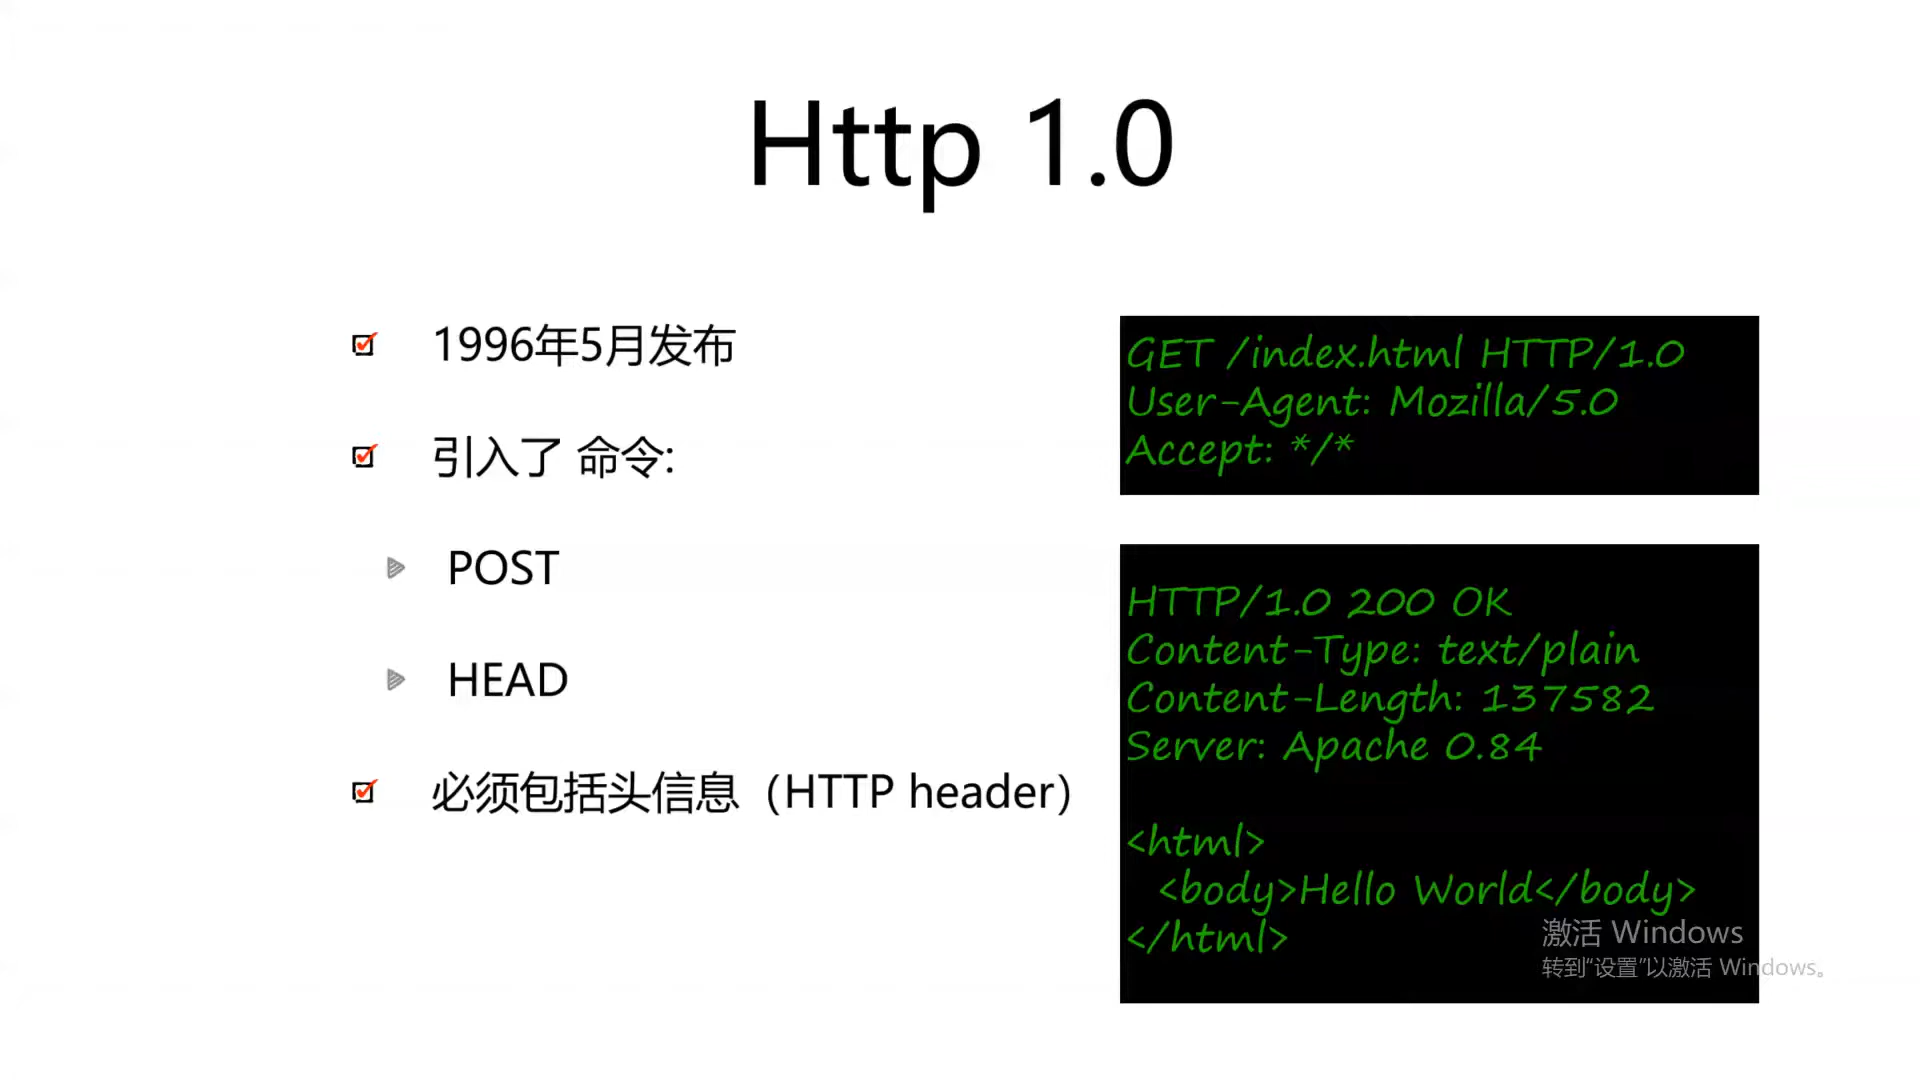 Http 1.0
1996年5月发布
引入了 命令:
POST
HEAD
必须包括头信息（HTTP header）
GET /index.html HTTP/1.0
User-Agent: Mozilla/5.0
Accept: */*
HTTP/1.0 200 OK
Content-Type: text/plain
Content-Length: 137582
Server: Apache 0.84
<html>
<body>Hello World</body>
</html>
激活 Windows
转到“设置”以激活 Windows。